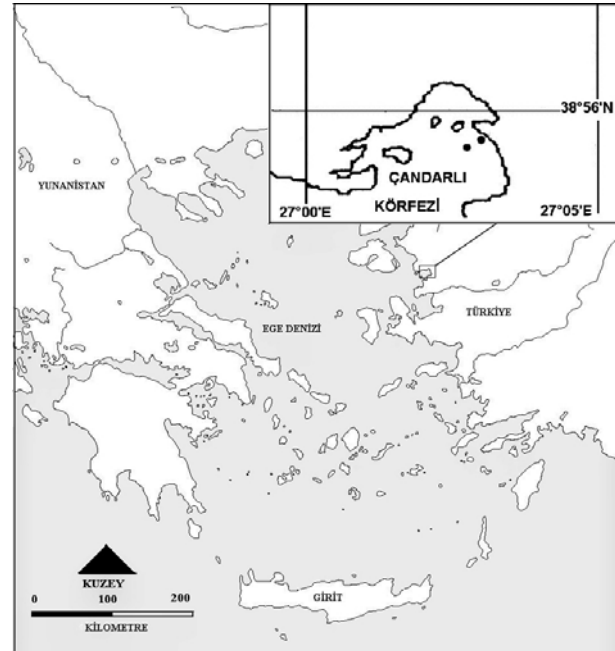 38°56'N
ÇANDARLI
KÖRFEZİ
27°00'E
27°05'E
YUNANİSTAN
TÜRKİYE
EGE DENİZİ
KUZEY
0 100 200
KİLOMETRE
GİRİT